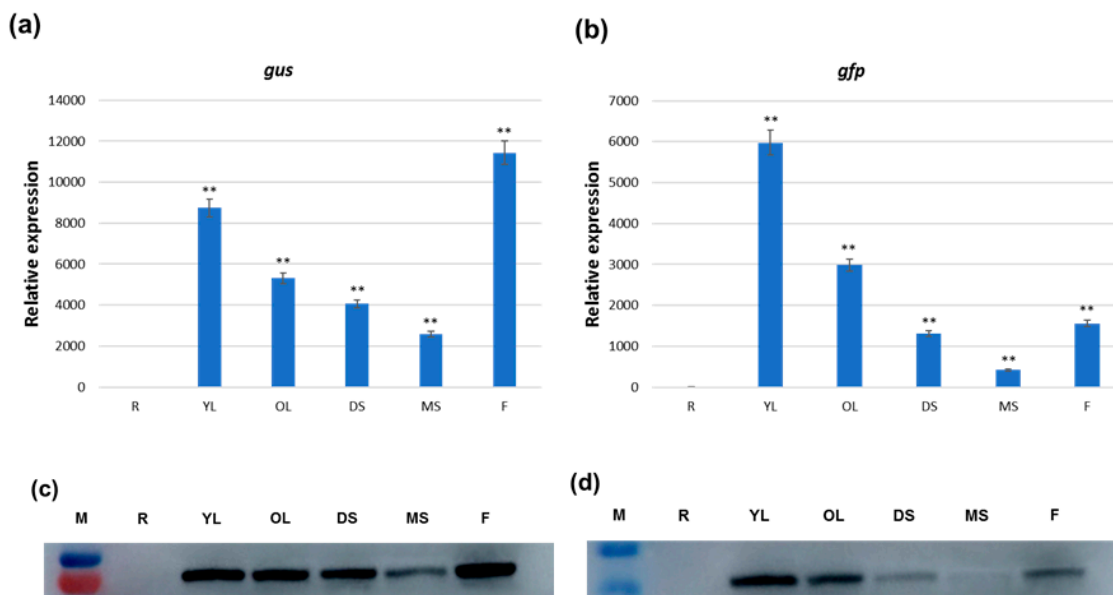 (a)
gus
14000
12000
10000
8000
6000
4000
2000
0
Relative expression
**
**
**
**
**
R YL OL DS MS F
(b)
gfp
7000
6000
5000
4000
3000
2000
1000
0
Relative expression
**
**
**
**
**
R YL OL DS MS F
(c)
M R YL OL DS MS F
(d)
M R YL OL DS MS F